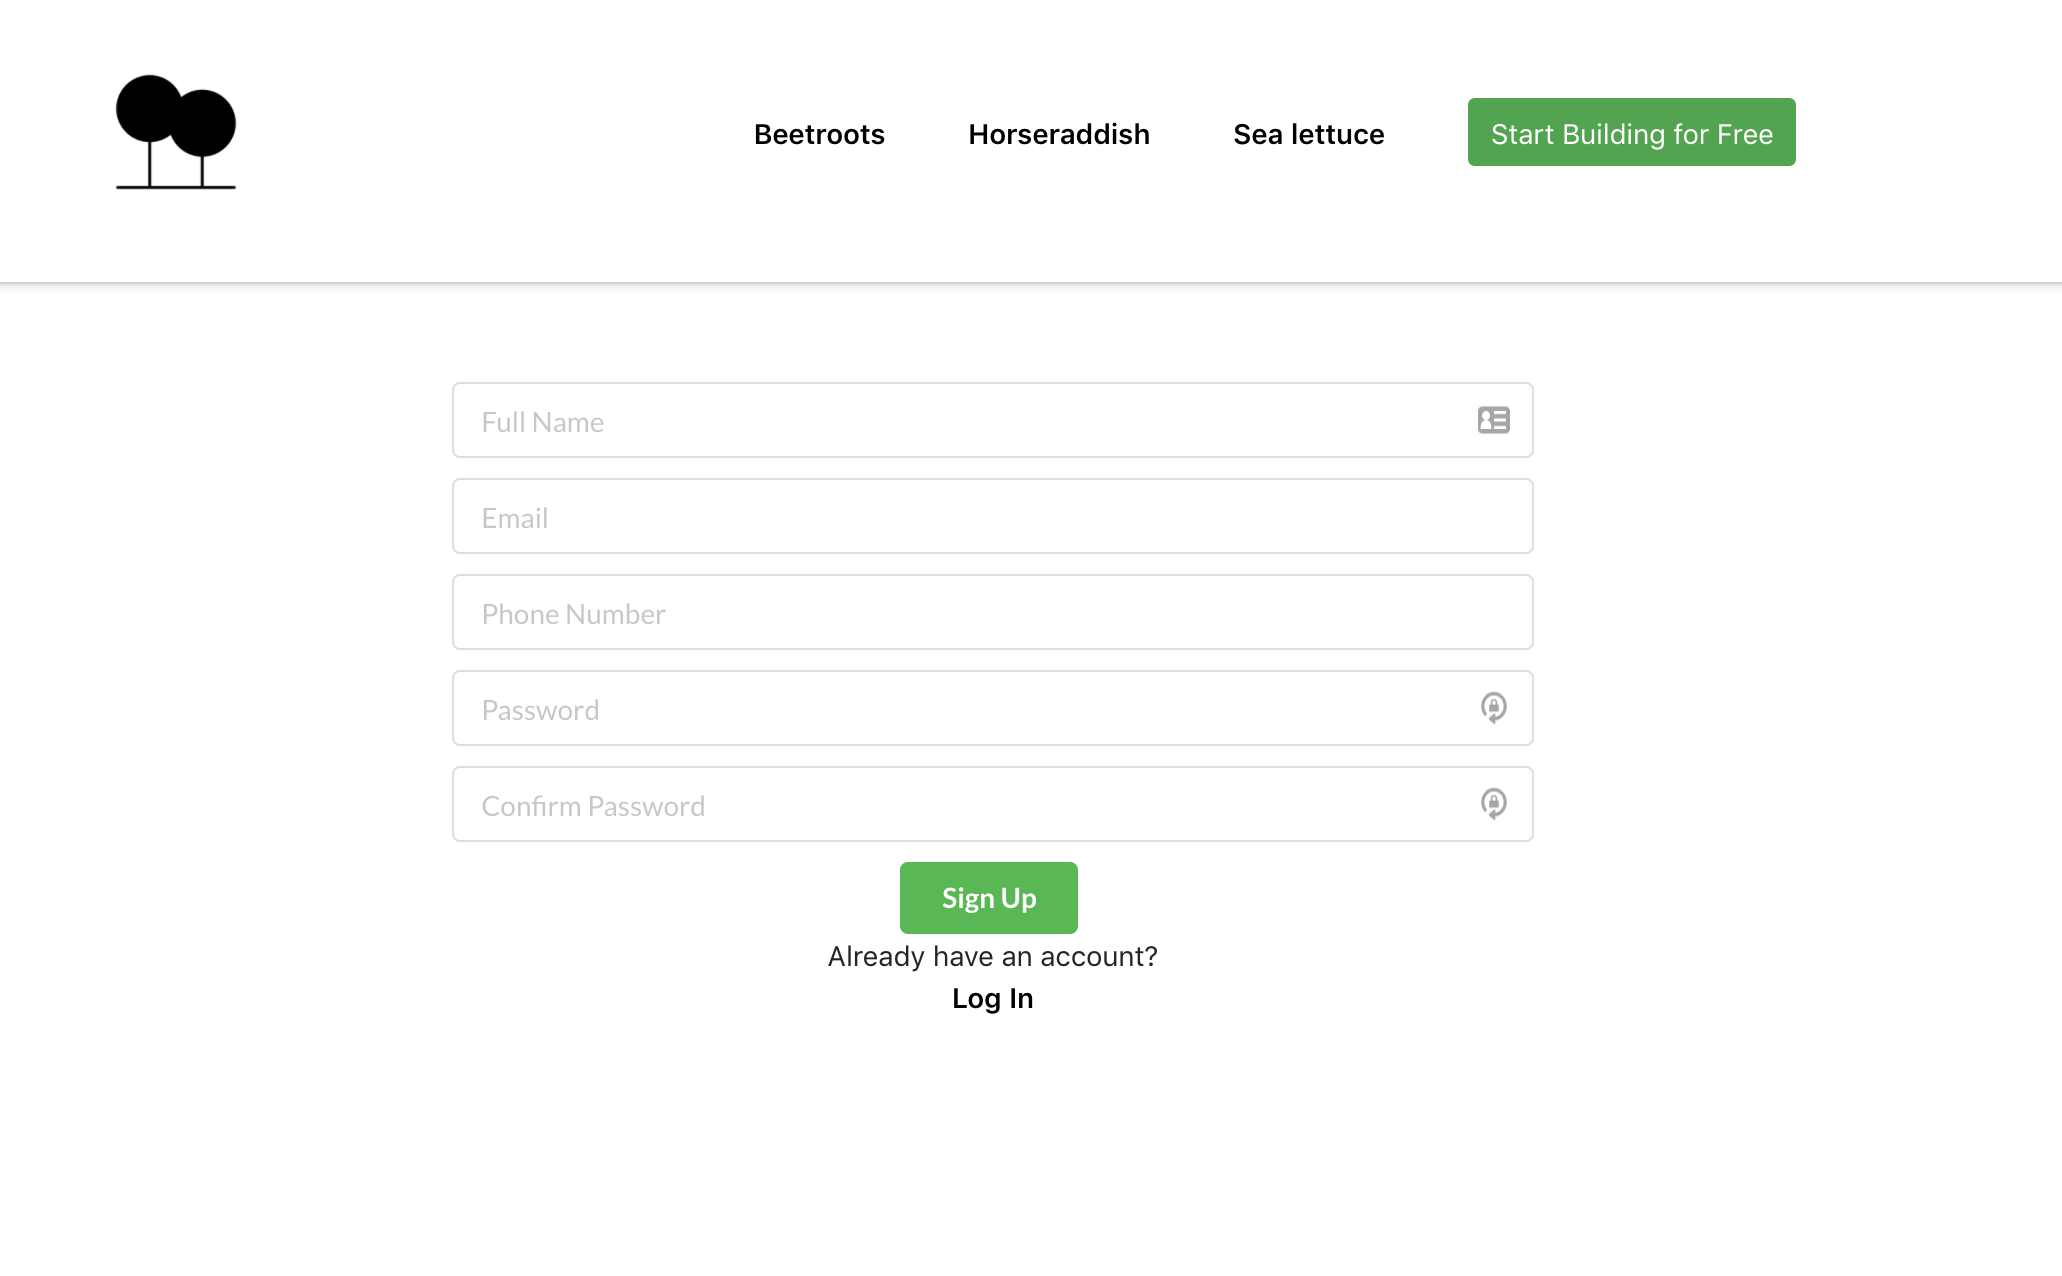 Beetroots Horseraddish Sea lettuce Start Building for Free
Full Name
Email
Phone Number
Password
Confirm Password
Sign Up
Already have an account?
Log In